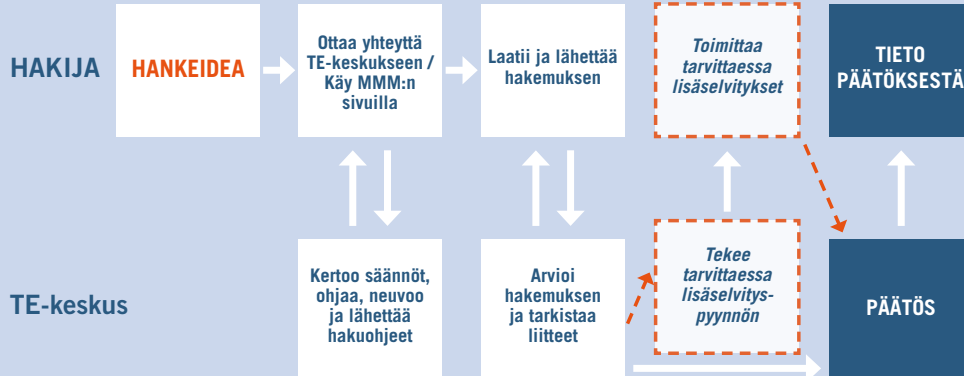 HAKIJA
HANKEIDEA
Ottaa yhteyttä
TE-keskukseen /
Käy MMM:n
sivuilla
Laatii ja lähettää
hakemuksen
Toimittaa
tarvittaessa
lisäselvitykset
TIETO
PÄÄTÖKSESTÄ
TE-keskus
Kertoo säännöt,
ohjaa, neuvoo
ja lähettää
hakuohjeet
Arvioi
hakemuksen
ja tarkistaa
liitteet
Tekee
tarvittaessa
lisäselvitys-
pyynnön
PÄÄTÖS